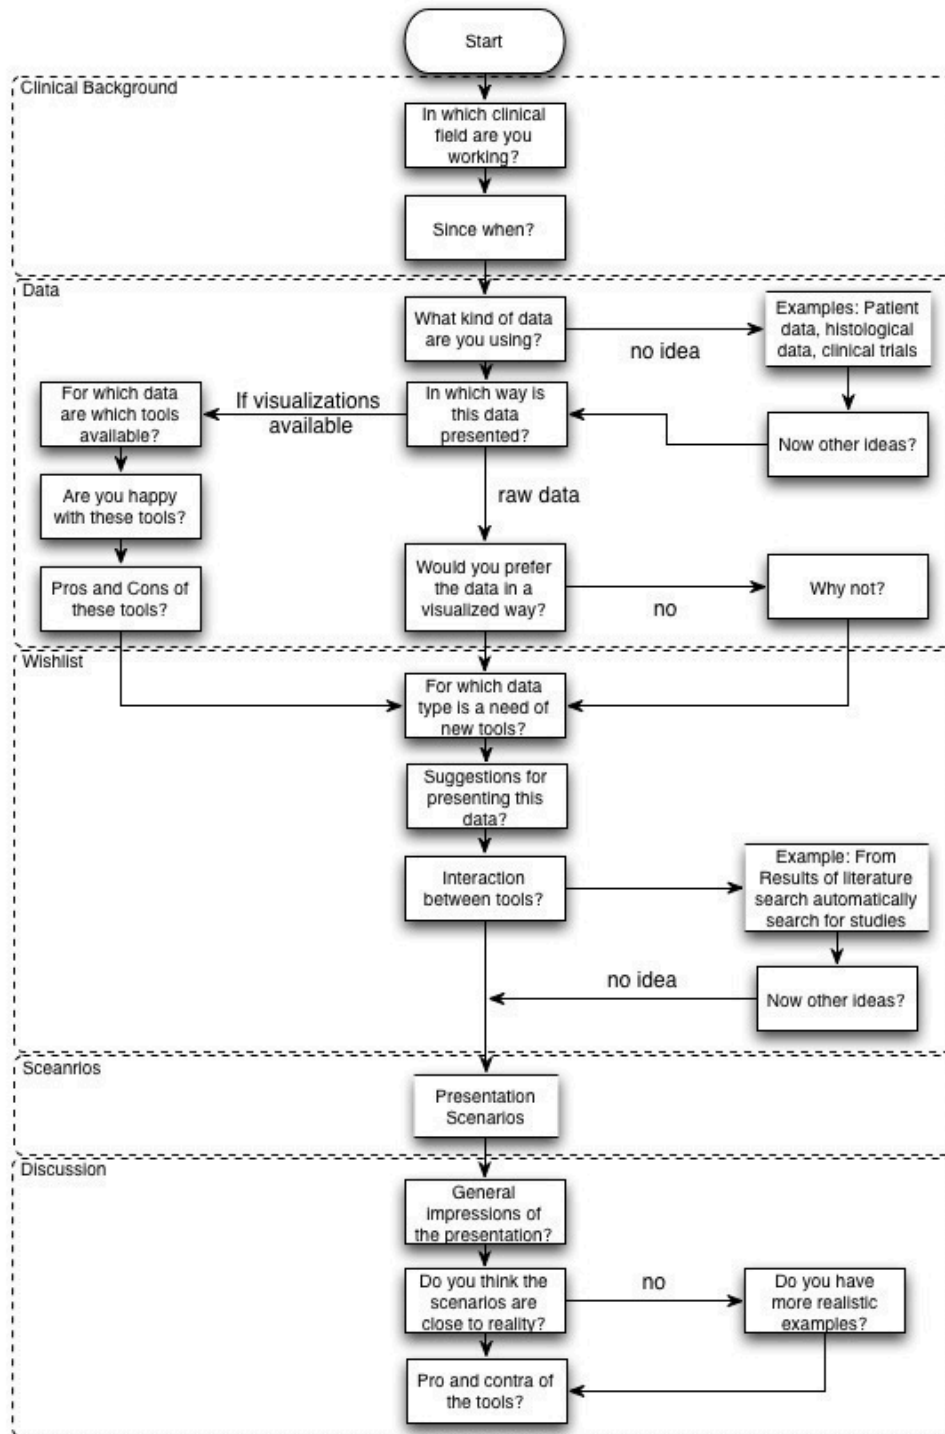 Start
Clinical Background
In which clinical
field are you
working?
Since when?
Data
What kind of data
are you using?
no idea
Examples: Patient
data, histological
data, clinical trials
For which data
are which tools
available?
If visualizations
available
In which way is
this data
presented?
Now other ideas?
Are you happy
with these tools?
raw data
Pros and Cons of
these tools?
Would you prefer
the data in a
visualized way?
no
Why not?
Wishlist
For which data
type is a need of
new tools?
Suggestions for
presenting this
data?
Interaction
between tools?
Example: From
Results of literature
search automatically
search for studies
no idea
Now other ideas?
Sceanrios
Presentation
Scenarios
Discussion
General
impressions of
the presentation?
Do you think the
scenarios are
close to reality?
no
Do you have
more realistic
examples?
Pro and contra of
the tools?